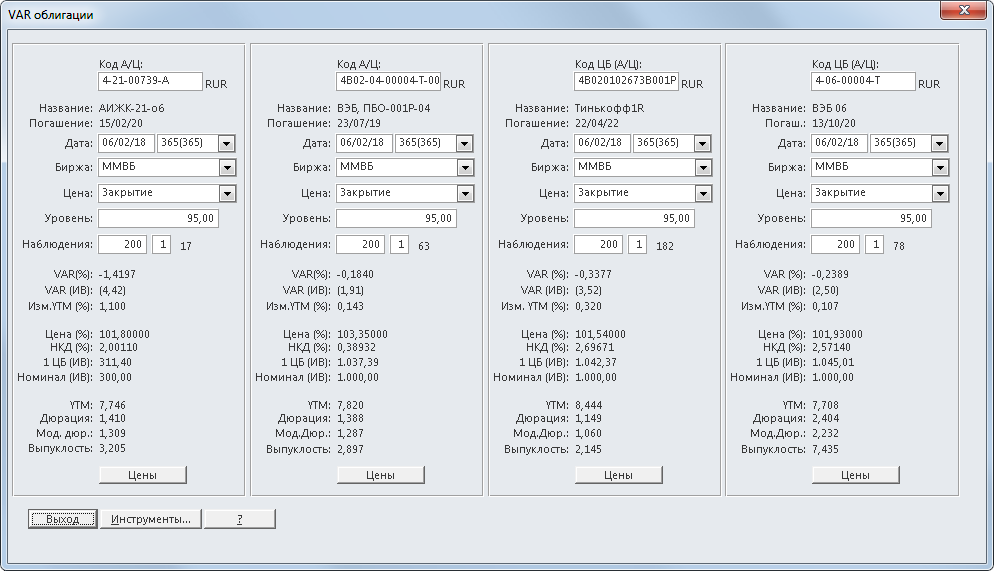 VAR облигации
Код А/Ц:
4-21-00739-A RUR
Название: АИЖК-21-об
Погашение: 15/02/20
Дата: 06/02/18 365(365)
Биржа: ММВБ
Цена: Закрытие
Уровень: 95,00
Наблюдения: 200 1 17
VAR(%): -1,4197
VAR (ИВ): (4,42)
Изм.YTM (%): 1,100
Цена (%): 101,80000
НКД (%): 2,00110
1 ЦБ (ИВ): 311,40
Номинал (ИВ): 300,00
YTM: 7,746
Дюрация: 1,410
Мод. дюр.: 1,309
Выпуклость: 3,205
Цены
Код А/Ц:
4B02-04-00004-T-00 RUR
Название: ВЭБ, ПБО-001Р-04
Погашение: 23/07/19
Дата: 06/02/18 365(365)
Биржа: ММВБ
Цена: Закрытие
Уровень: 95,00
Наблюдения: 200 1 63
VAR(%): -0,1840
VAR (ИВ): (1,91)
Изм.YTM (%): 0,143
Цена (%): 103,35000
НКД (%): 0,38932
1 ЦБ (ИВ): 1.037,39
Номинал (ИВ): 1.000,00
YTM: 7,820
Дюрация: 1,388
Мод.Дюр.: 1,287
Выпуклость: 2,897
Цены
Код ЦБ (А/Ц):
4B020102673B001P RUR
Название: Тинькофф1R
Погашение: 22/04/22
Дата: 06/02/18 365(365)
Биржа: ММВБ
Цена: Закрытие
Уровень: 95,00
Наблюдения: 200 1 182
VAR (%): -0,3377
VAR (ИВ): (3,52)
Изм.YTM (%): 0,320
Цена (%): 101,54000
НКД (%): 2,69671
1 ЦБ (ИВ): 1.042,37
Номинал (ИВ): 1.000,00
YTM: 8,444
Дюрация: 1,149
Мод.Дюр.: 1,060
Выпуклость: 2,145
Цены
Код ЦБ (А/Ц):
4-06-00004-T RUR
Название: ВЭБ 06
Погаш.: 13/10/20
Дата: 06/02/18 365(365)
Биржа: ММВБ
Цена: Закрытие
Уровень: 95,00
Наблюдения: 200 1 78
VAR (%): -0,2389
VAR (ИВ): (2,50)
Изм.YTM (%): 0,107
Цена (%): 101,93000
НКД (%): 2,57140
1 ЦБ (ИВ): 1.045,01
Номинал (ИВ): 1.000,00
YTM: 7,708
Дюрация: 2,404
Мод.Дюр.: 2,232
Выпуклость: 7,435
Цены
Выход Инструменты... ?